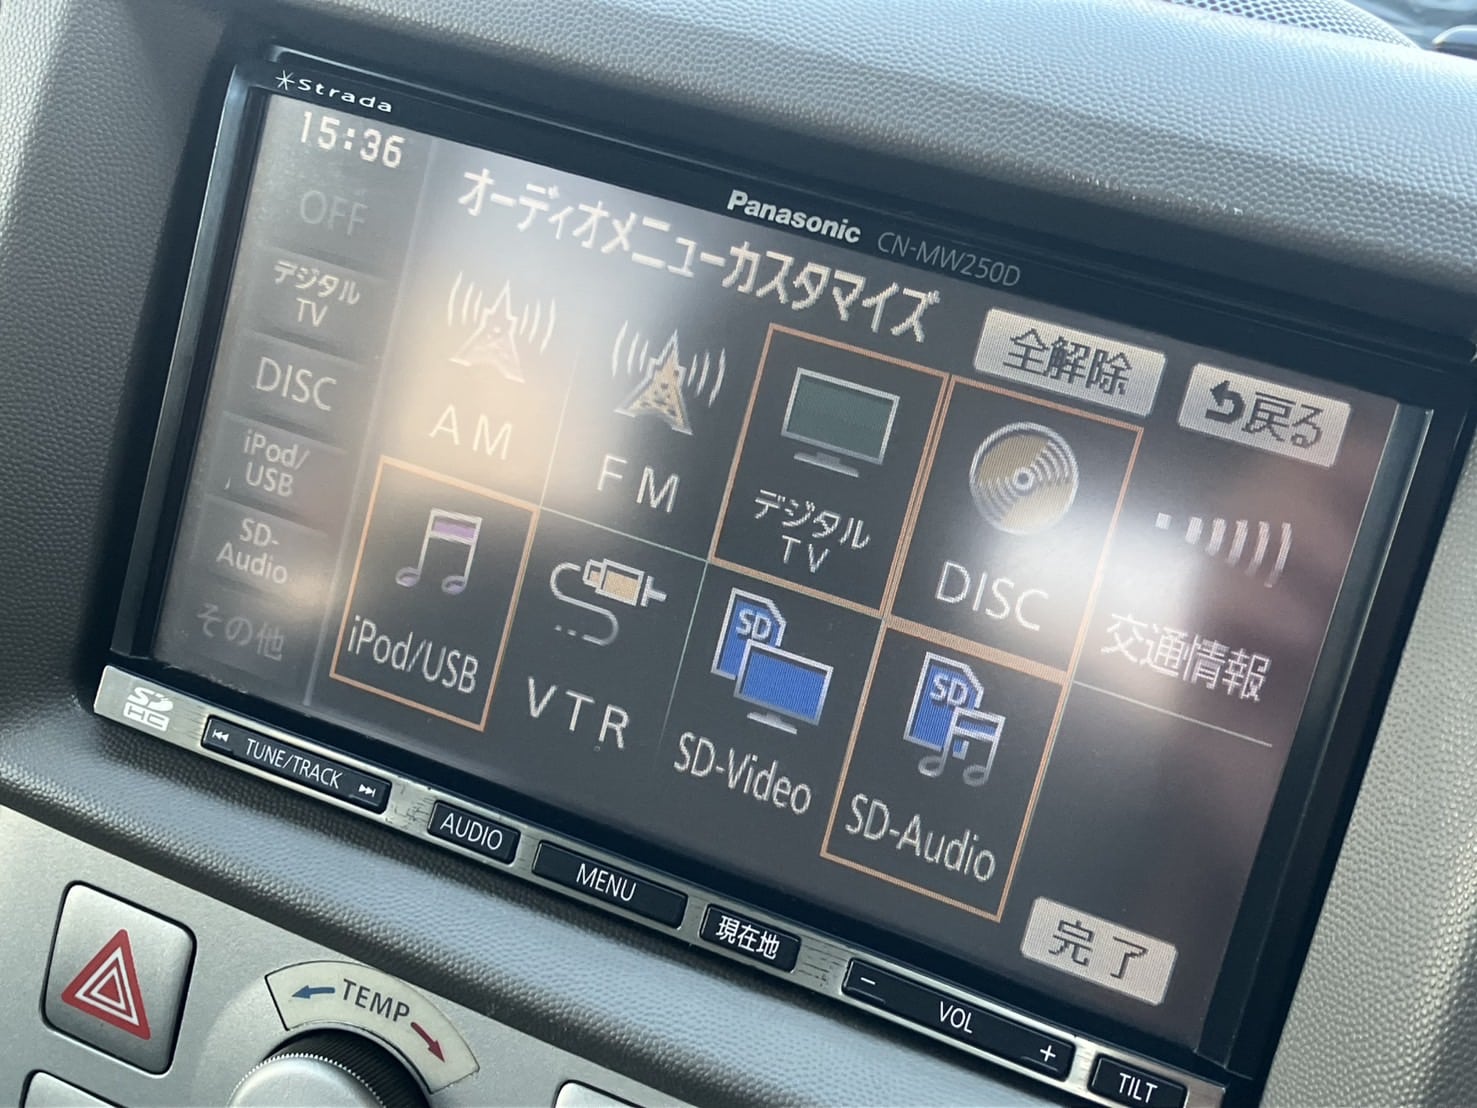 Strada
15:36
Panasonic CN-MW250D
オーディオメニューカスタマイズ
全解除
戻る
OFF
デジタル
TV
DISC
iPod/
USB
SD-
Audio
その他
AM
FM
デジタル
TV
DISC
交通情報
iPod/USB
VTR
SD
SD-Video
SD
SD-Audio
完了
SD
HC
TUNE/TRACK
AUDIO
MENU
現在地
− VOL +
TILT
TEMP